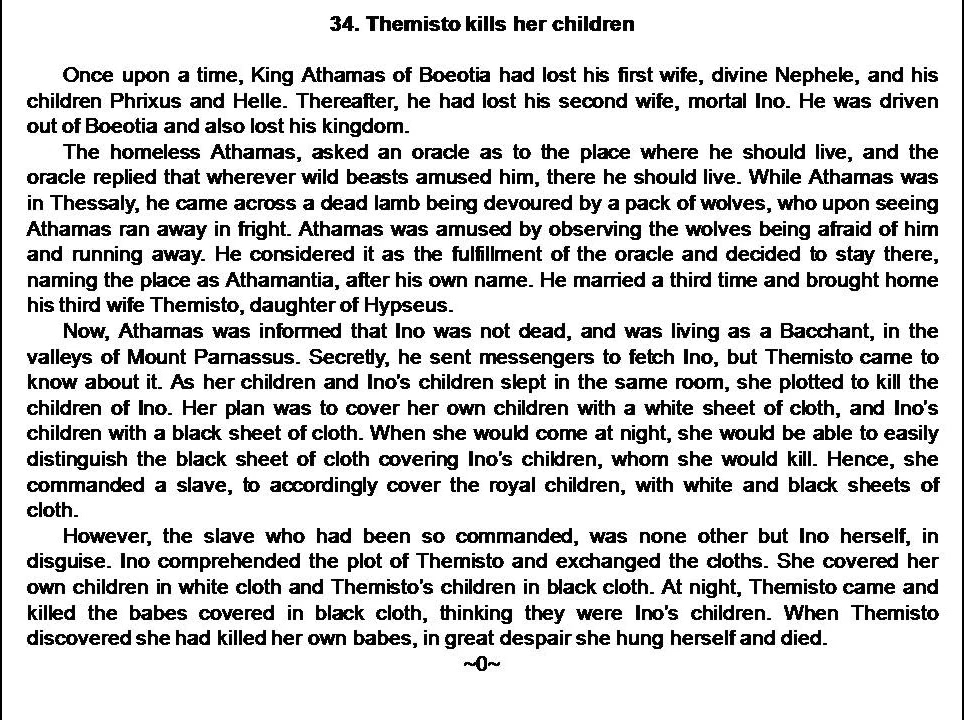 34. Themisto kills her children
Once upon a time, King Athamas of Boeotia had lost his first wife, divine Nephele, and his
children Phrixus and Helle. Thereafter, he had lost his second wife, mortal Ino. He was driven
out of Boeotia and also lost his kingdom.
The homeless Athamas, asked an oracle as to the place where he should live, and the
oracle replied that wherever wild beasts amused him, there he should live. While Athamas was
in Thessaly, he came across a dead lamb being devoured by a pack of wolves, who upon seeing
Athamas ran away in fright. Athamas was amused by observing the wolves being afraid of him
and running away. He considered it as the fulfillment of the oracle and decided to stay there,
naming the place as Athamantia, after his own name. He married a third time and brought home
his third wife Themisto, daughter of Hypseus.
Now, Athamas was informed that Ino was not dead, and was living as a Bacchant, in the
valleys of Mount Parnassus. Secretly, he sent messengers to fetch Ino, but Themisto came to
know about it. As her children and Ino's children slept in the same room, she plotted to kill the
children of Ino. Her plan was to cover her own children with a white sheet of cloth, and Ino's
children with a black sheet of cloth. When she would come at night, she would be able to easily
distinguish the black sheet of cloth covering Ino's children, whom she would kill. Hence, she
commanded a slave, to accordingly cover the royal children, with white and black sheets of
cloth.
However, the slave who had been so commanded, was none other but Ino herself, in
disguise. Ino comprehended the plot of Themisto and exchanged the cloths. She covered her
own children in white cloth and Themisto's children in black cloth. At night, Themisto came and
killed the babes covered in black cloth, thinking they were Ino's children. When Themisto
discovered she had killed her own babes, in great despair she hung herself and died.
~0~